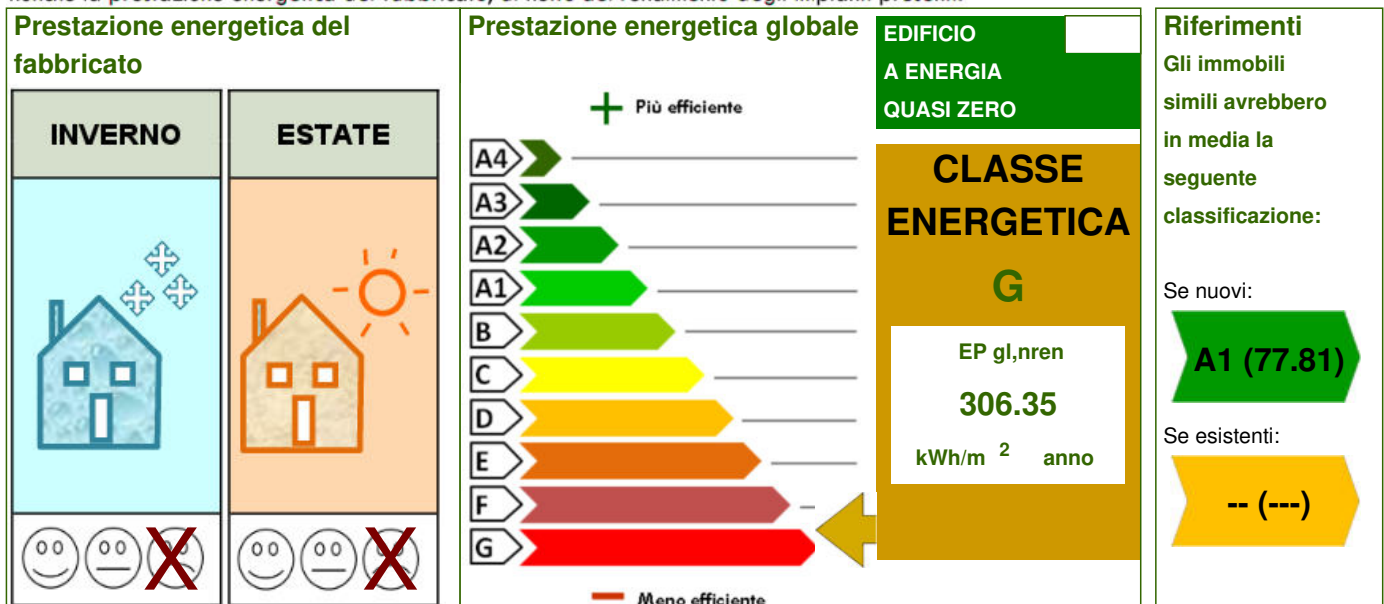 Prestazione energetica del
fabbricato
INVERNO
ESTATE
Prestazione energetica globale
Più efficiente
A4
A3
A2
A1
B
C
D
E
F
G
Meno efficiente
EDIFICIO
A ENERGIA
QUASI ZERO
CLASSE
ENERGETICA
G
EP gl,nren
306.35
kWh/m 2 anno
Riferimenti
Gli immobili
simili avrebbero
in media la
seguente
classificazione:
Se nuovi:
A1 (77.81)
Se esistenti:
-- (---)